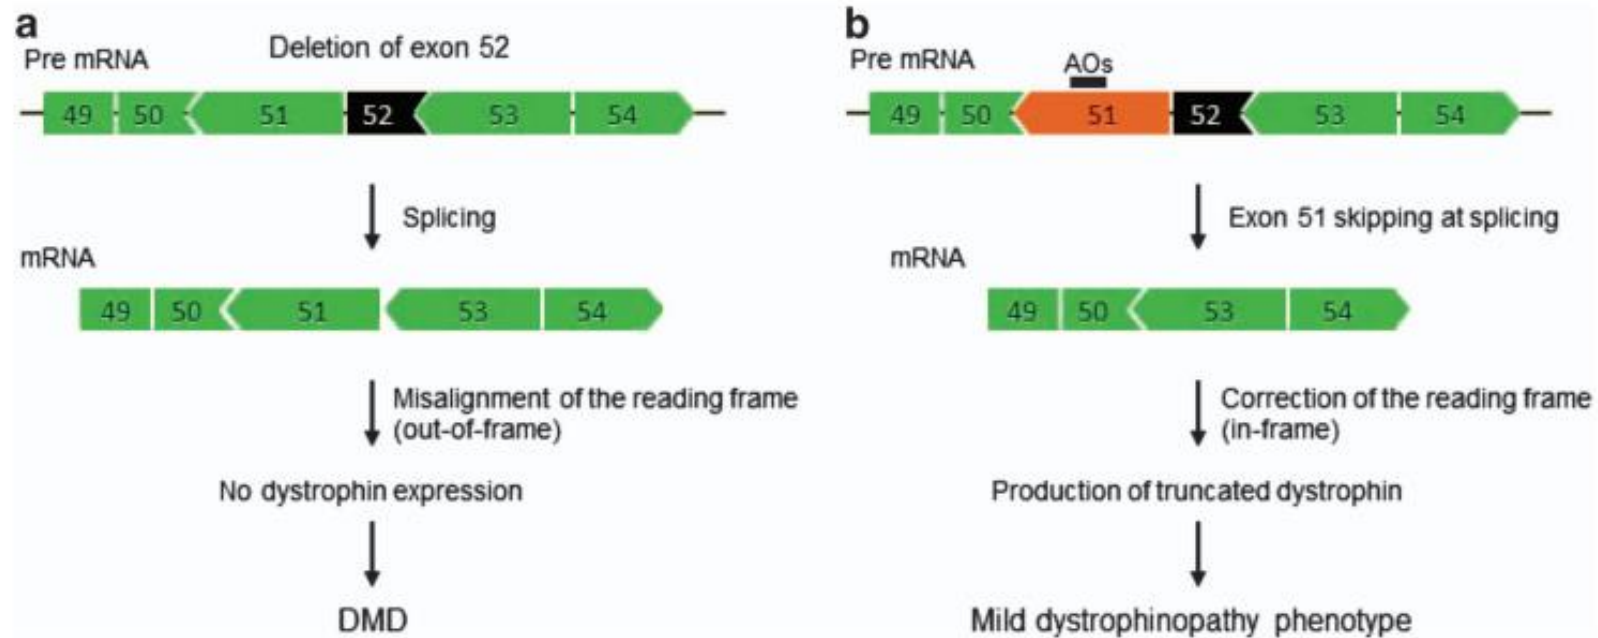 a
Pre mRNA
Deletion of exon 52
49 50 51 52 53 54
Splicing
mRNA
49 50 51 53 54
Misalignment of the reading frame
(out-of-frame)
No dystrophin expression
DMD
b
Pre mRNA
AOs
49 50 51 52 53 54
Exon 51 skipping at splicing
mRNA
49 50 53 54
Correction of the reading frame
(in-frame)
Production of truncated dystrophin
Mild dystrophinopathy phenotype